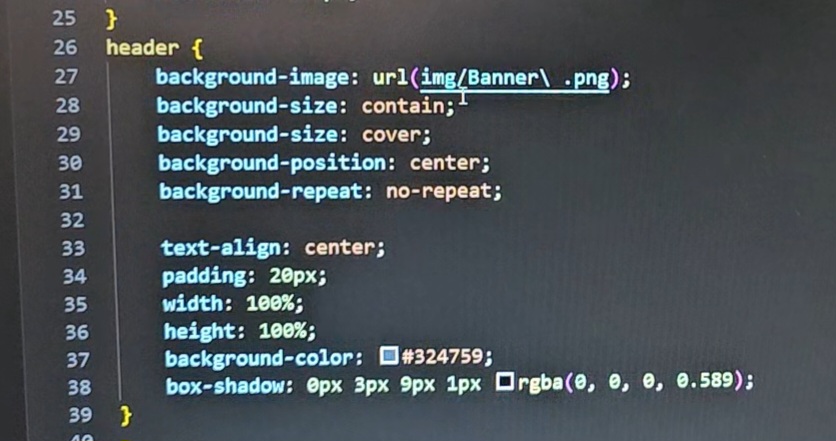 25 }
26 header {
27 background-image: url(img/Banner\ .png);
28 background-size: contain;
29 background-size: cover;
30 background-position: center;
31 background-repeat: no-repeat;
32
33 text-align: center;
34 padding: 20px;
35 width: 100%;
36 height: 100%;
37 background-color: #324759;
38 box-shadow: 0px 3px 9px 1px rgba(0, 0, 0, 0.589);
39 }
40